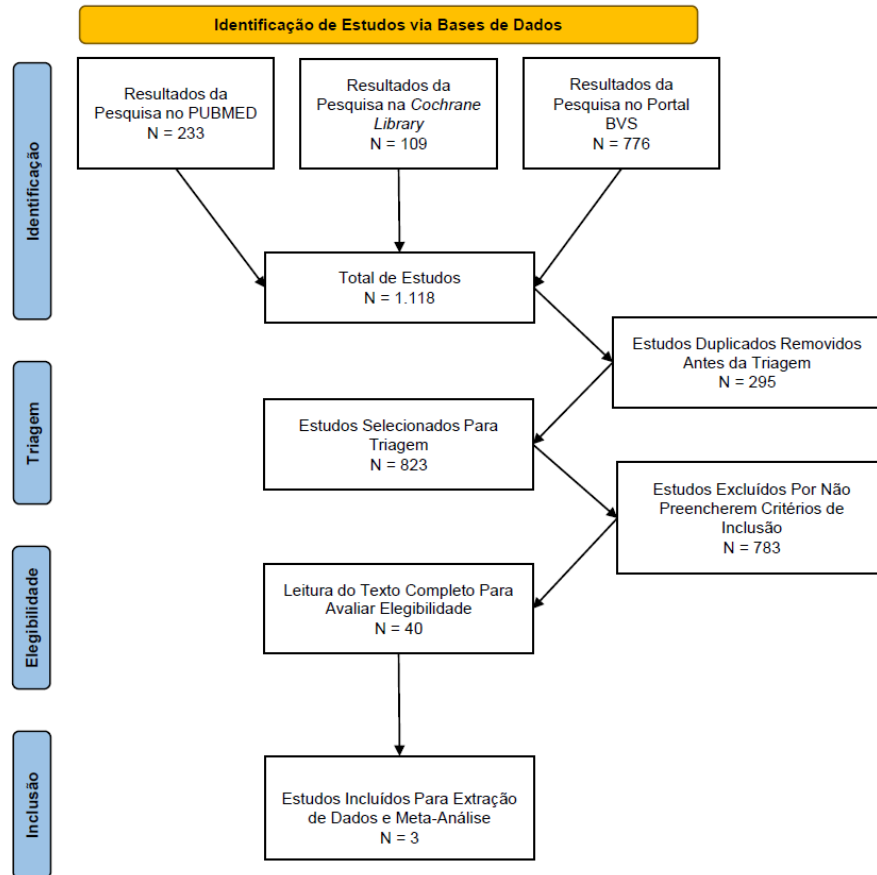 Identificação de Estudos via Bases de Dados
Identificação
Resultados da
Pesquisa no PUBMED
N = 233
Resultados da
Pesquisa na Cochrane
Library
N = 109
Resultados da
Pesquisa no Portal
BVS
N = 776
Total de Estudos
N = 1.118
Estudos Duplicados Removidos
Antes da Triagem
N = 295
Triagem
Estudos Selecionados Para
Triagem
N = 823
Estudos Excluídos Por Não
Preencherem Critérios de
Inclusão
N = 783
Elegibilidade
Leitura do Texto Completo Para
Avaliar Elegibilidade
N = 40
Inclusão
Estudos Incluídos Para Extração
de Dados e Meta-Análise
N = 3